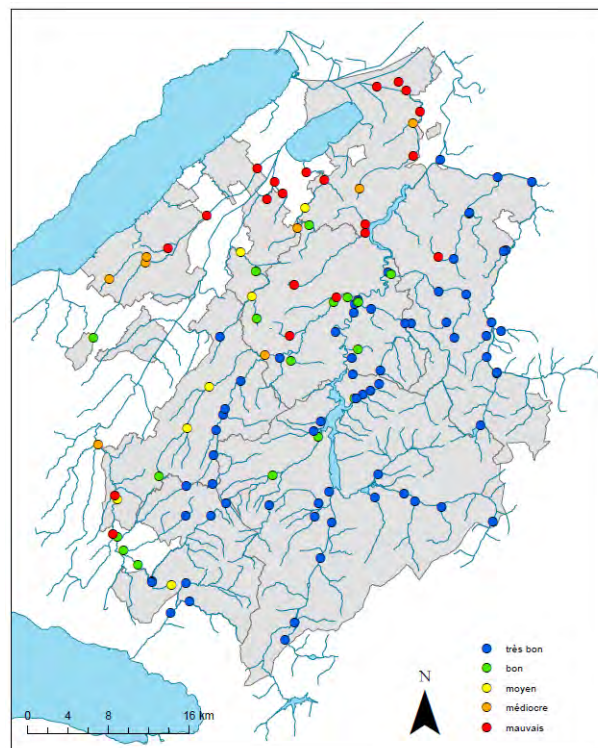 très bon
bon
moyen
médiocre
mauvais
N
0 4 8 16 km